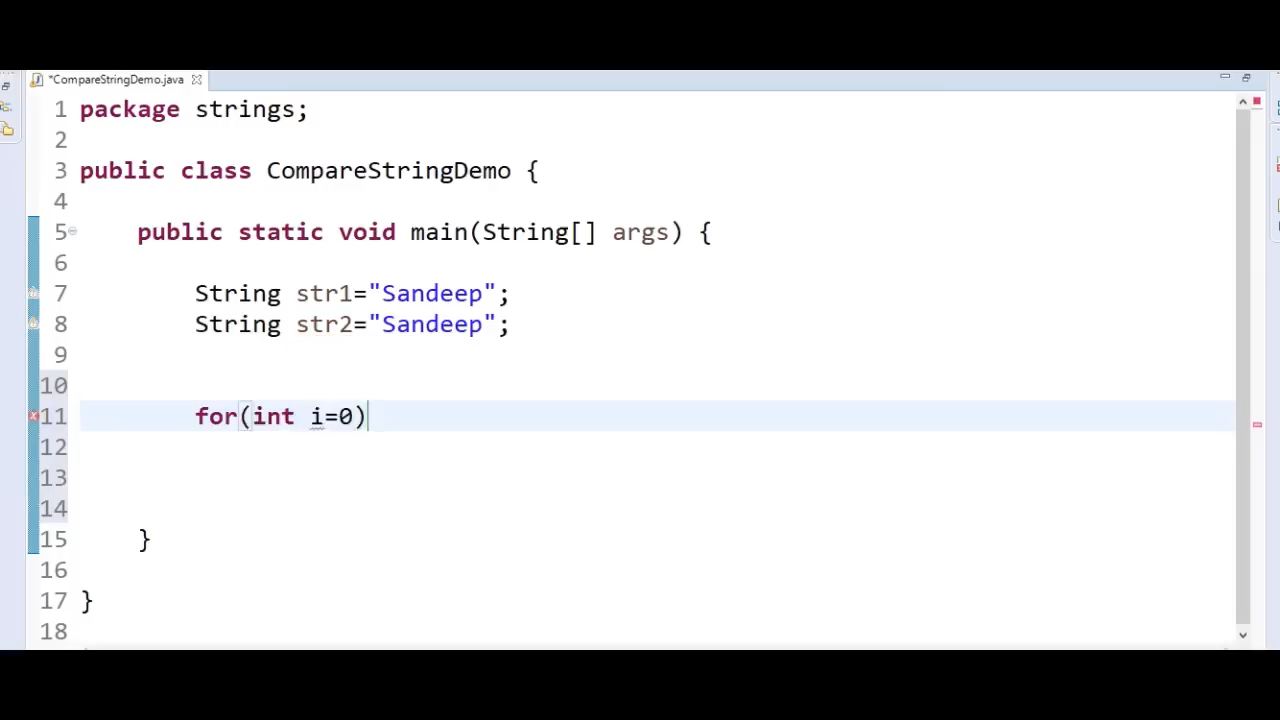 *CompareStringDemo.java
1 package strings;
2
3 public class CompareStringDemo {
4
5 public static void main(String[] args) {
6
7 String str1="Sandeep";
8 String str2="Sandeep";
9
10
11 for(int i=0)
12
13
14
15 }
16
17 }
18